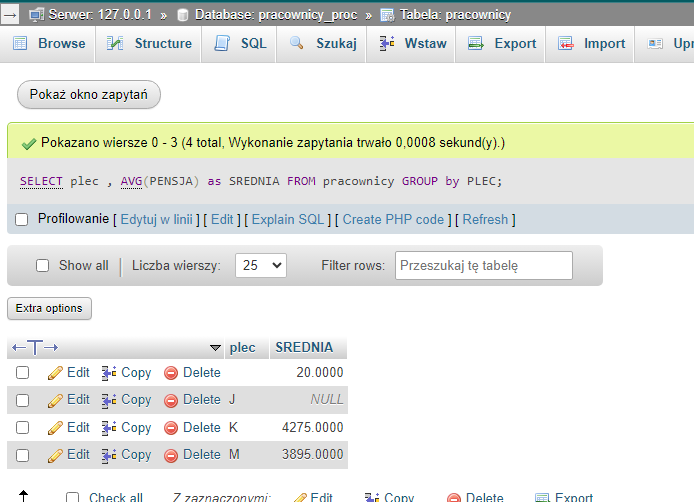 Serwer: 127.0.0.1 » Database: pracownicy_proc » Tabela: pracownicy
Browse Structure SQL Szukaj Wstaw Export Import Upr
Pokaż okno zapytań
Pokazano wiersze 0 - 3 (4 total, Wykonanie zapytania trwało 0,0008 sekund(y).)
SELECT plec , AVG(PENSJA) as SREDNIA FROM pracownicy GROUP by PLEC;
Profilowanie [ Edytuj w linii ] [ Edit ] [ Explain SQL ] [ Create PHP code ] [ Refresh ]
Show all Liczba wierszy: 25 Filter rows: Przeszukaj tę tabelę
Extra options
←T→ plec SREDNIA
Edit Copy Delete 20.0000
Edit Copy Delete J NULL
Edit Copy Delete K 4275.0000
Edit Copy Delete M 3895.0000
Check all Z zaznaczonymi: Edit Copy Delete Export